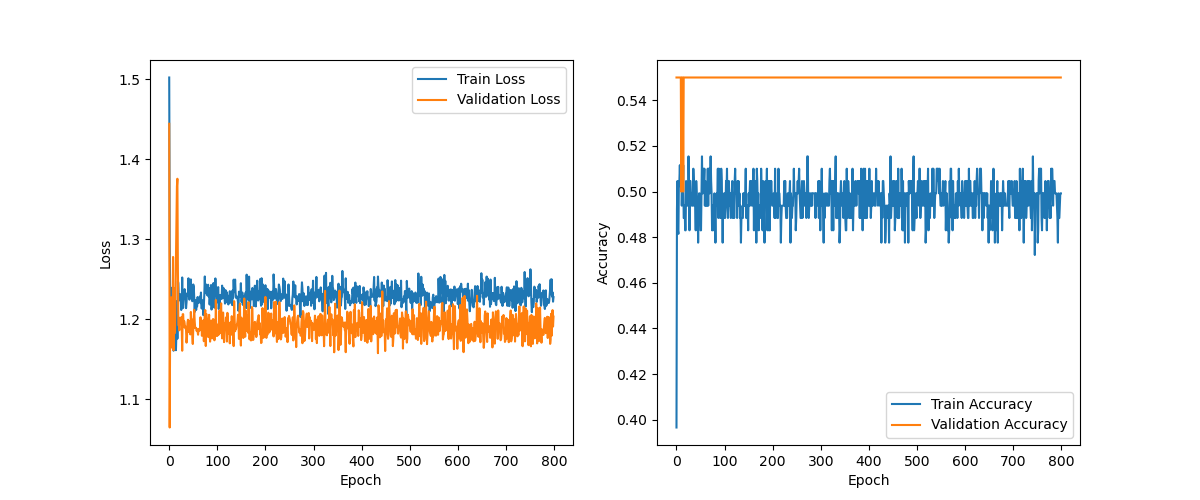 1.5
1.4
1.3
1.2
1.1
Loss
0 100 200 300 400 500 600 700 800
Epoch
Train Loss
Validation Loss
0.54
0.52
0.50
0.48
0.46
0.44
0.42
0.40
Accuracy
0 100 200 300 400 500 600 700 800
Epoch
Train Accuracy
Validation Accuracy